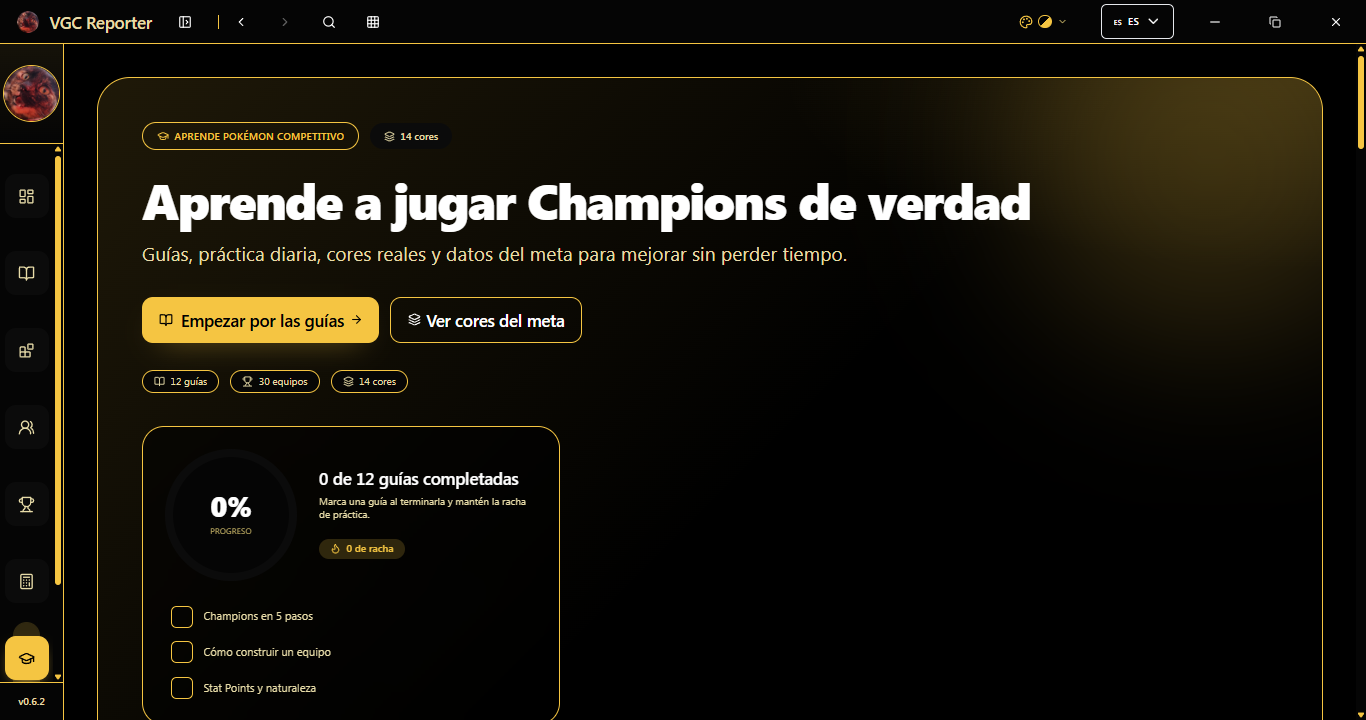 VGC Reporter
ES ES
APRENDE POKÉMON COMPETITIVO
14 cores
Aprende a jugar Champions de verdad
Guías, práctica diaria, cores reales y datos del meta para mejorar sin perder tiempo.
Empezar por las guías →
Ver cores del meta
12 guías
30 equipos
14 cores
0%
PROGRESO
0 de 12 guías completadas
Marca una guía al terminarla y mantén la racha
de práctica.
0 de racha
Champions en 5 pasos
Cómo construir un equipo
Stat Points y naturaleza
v0.6.2